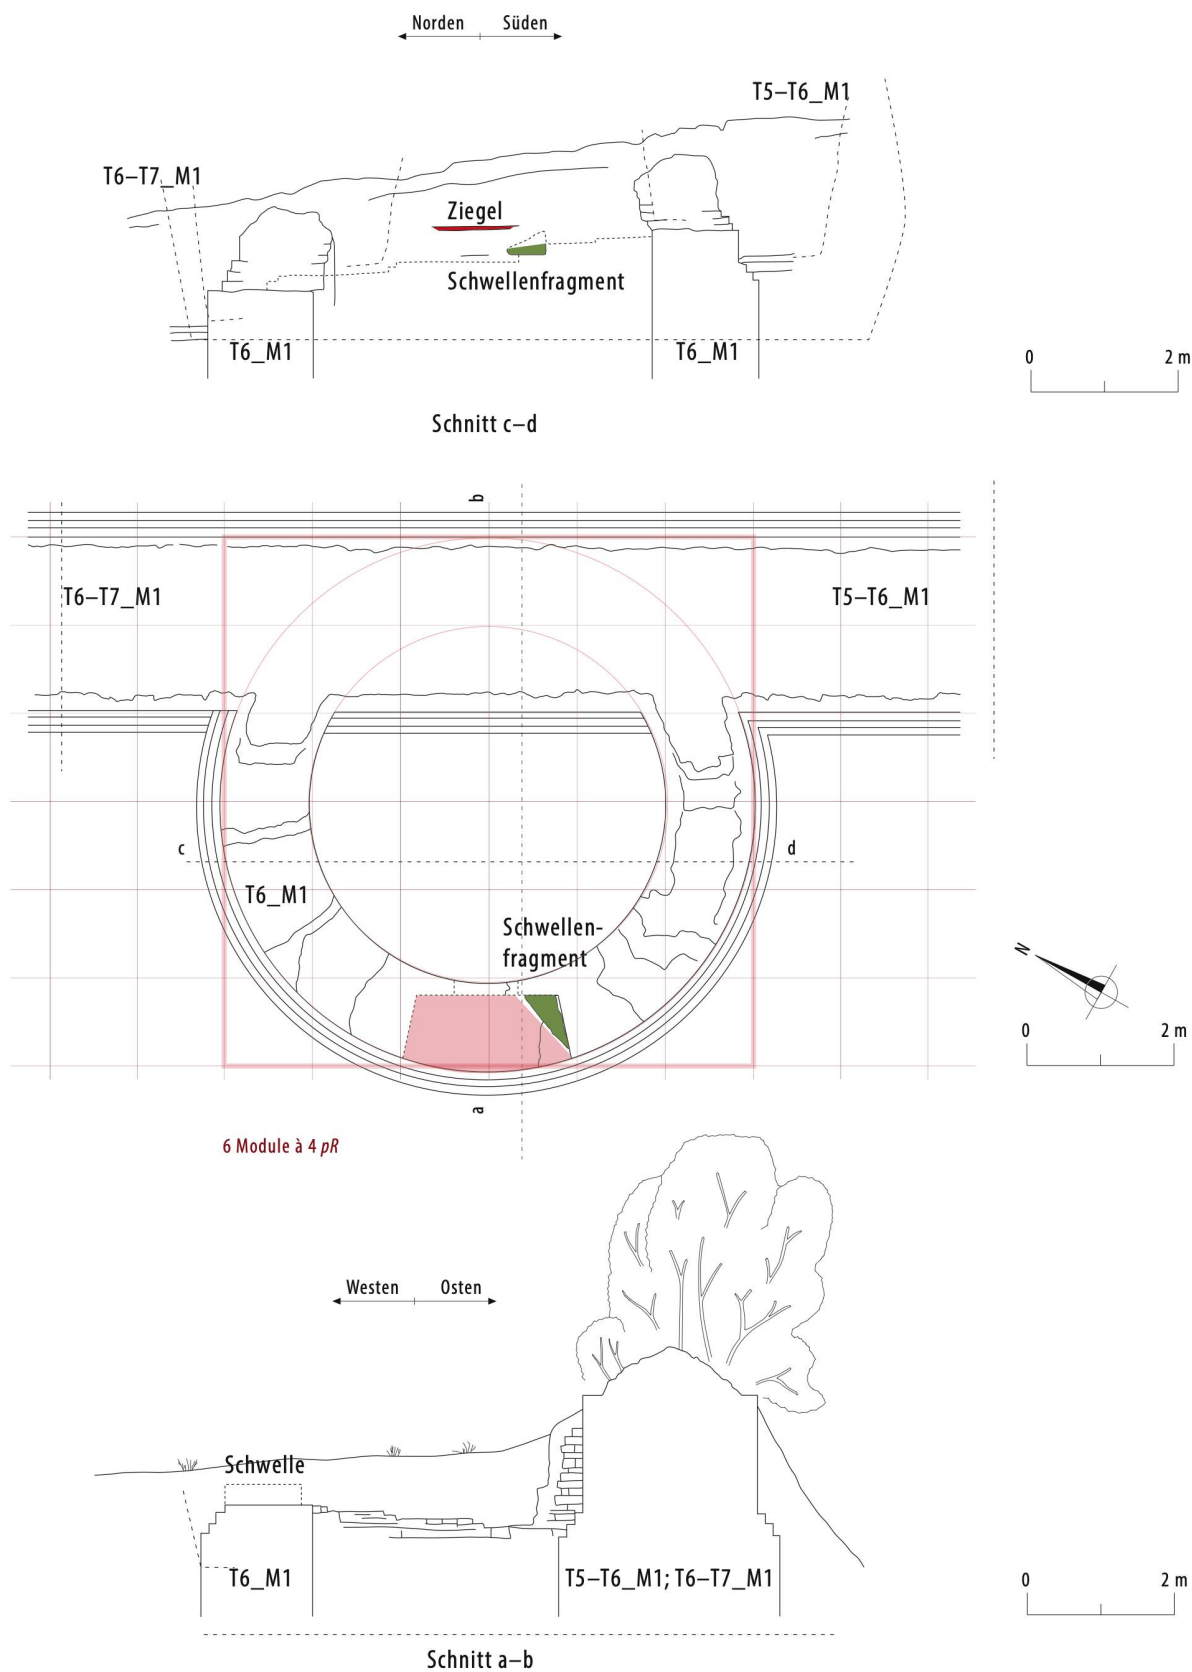 Norden Süden
T5–T6_M1
T6–T7_M1
Ziegel
Schwellenfragment
T6_M1 T6_M1
0 2 m
Schnitt c–d
b
T6–T7_M1 T5–T6_M1
c d
T6_M1
Schwellen-
fragment
N
0 2 m
a
6 Module à 4 pR
Westen Osten
Schwelle
T6_M1 T5–T6_M1; T6–T7_M1
0 2 m
Schnitt a–b